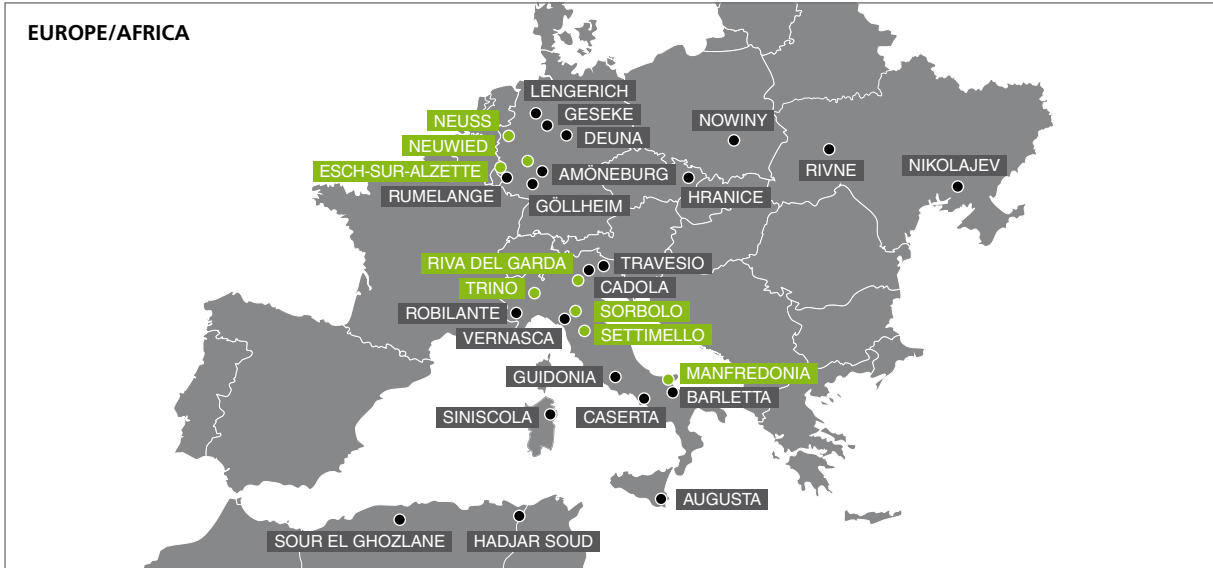 EUROPE/AFRICA
LENGERICH
GESEKE
NEUSS
DEUNA
NOWINY
NEUWIED
ESCH-SUR-ALZETTE
AMÖNEBURG
RIVNE
NIKOLAJEV
RUMELANGE
HRANICE
GÖLLHEIM
RIVA DEL GARDA
TRAVESIO
TRINO
CADOLA
ROBILANTE
SORBOLO
VERNASCA
SETTIMELLO
GUIDONIA
MANFREDONIA
BARLETTA
SINISCOLA
CASERTA
AUGUSTA
SOUR EL GHOZLANE
HADJAR SOUD